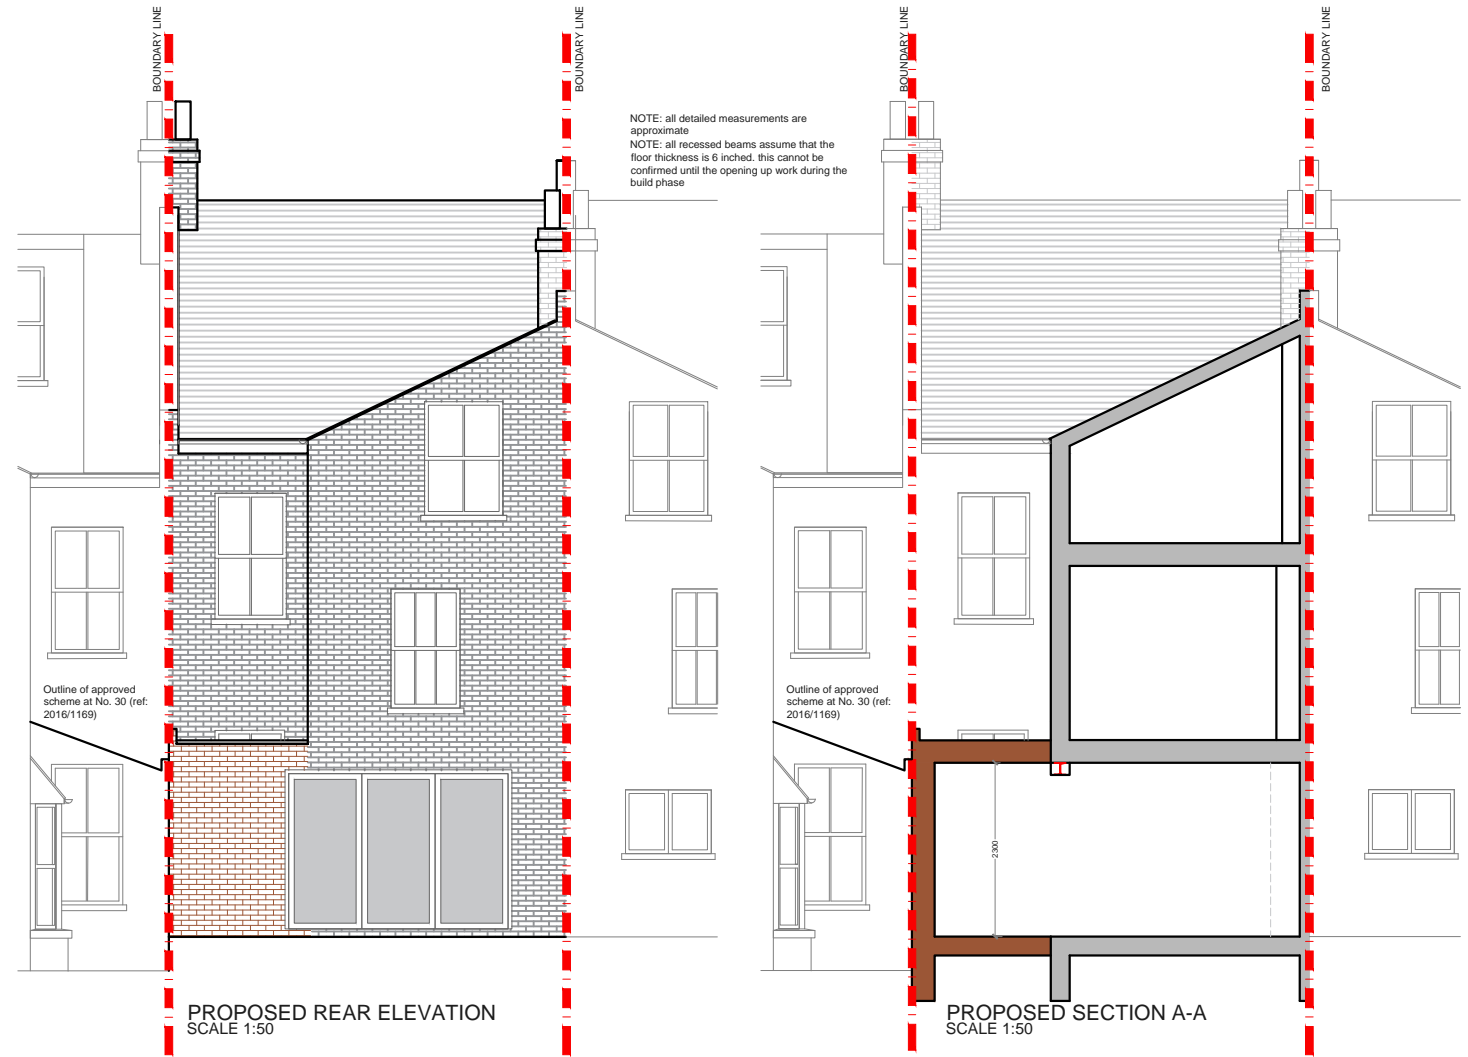 BOUNDARY LINE
BOUNDARY LINE
BOUNDARY LINE
BOUNDARY LINE
NOTE: all detailed measurements are
approximate
NOTE: all recessed beams assume that the
floor thickness is 6 inched. this cannot be
confirmed until the opening up work during the
build phase
Outline of approved
scheme at No. 30 (ref:
2016/1169)
Outline of approved
scheme at No. 30 (ref:
2016/1169)
2300
PROPOSED REAR ELEVATION
SCALE 1:50
PROPOSED SECTION A-A
SCALE 1:50